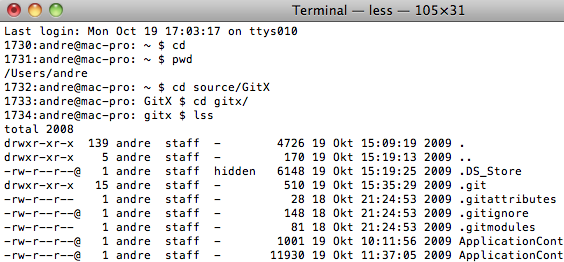 Terminal — less — 105×31
Last login: Mon Oct 19 17:03:17 on ttys010
1730:andre@mac-pro: ~ $ cd
1731:andre@mac-pro: ~ $ pwd
/Users/andre
1732:andre@mac-pro: ~ $ cd source/GitX
1733:andre@mac-pro: GitX $ cd gitx/
1734:andre@mac-pro: gitx $ lss
total 2008
drwxr-xr-x  139 andre  staff  -       4726 19 Okt 15:09:19 2009 .
drwxr-xr-x    5 andre  staff  -        170 19 Okt 15:19:13 2009 ..
-rw-r--r--@   1 andre  staff  hidden  6148 19 Okt 15:19:25 2009 .DS_Store
drwxr-xr-x   15 andre  staff  -        510 19 Okt 15:35:29 2009 .git
-rw-r--r--    1 andre  staff  -         28 18 Okt 21:24:53 2009 .gitattributes
-rw-r--r--    1 andre  staff  -        148 18 Okt 21:24:53 2009 .gitignore
-rw-r--r--    1 andre  staff  -         81 18 Okt 21:24:53 2009 .gitmodules
-rw-r--r--@   1 andre  staff  -       1001 19 Okt 10:11:56 2009 ApplicationCont
-rw-r--r--@   1 andre  staff  -      11930 19 Okt 11:37:05 2009 ApplicationCont